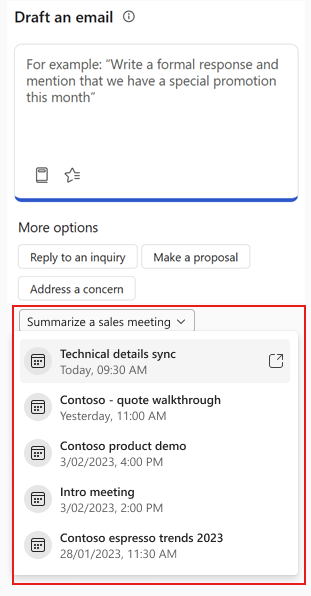 Draft an email
For example: “Write a formal response and
mention that we have a special promotion
this month”
More options
Reply to an inquiry
Make a proposal
Address a concern
Summarize a sales meeting
Technical details sync
Today, 09:30 AM
Contoso - quote walkthrough
Yesterday, 11:00 AM
Contoso product demo
3/02/2023, 4:00 PM
Intro meeting
3/02/2023, 2:00 PM
Contoso espresso trends 2023
28/01/2023, 11:30 AM